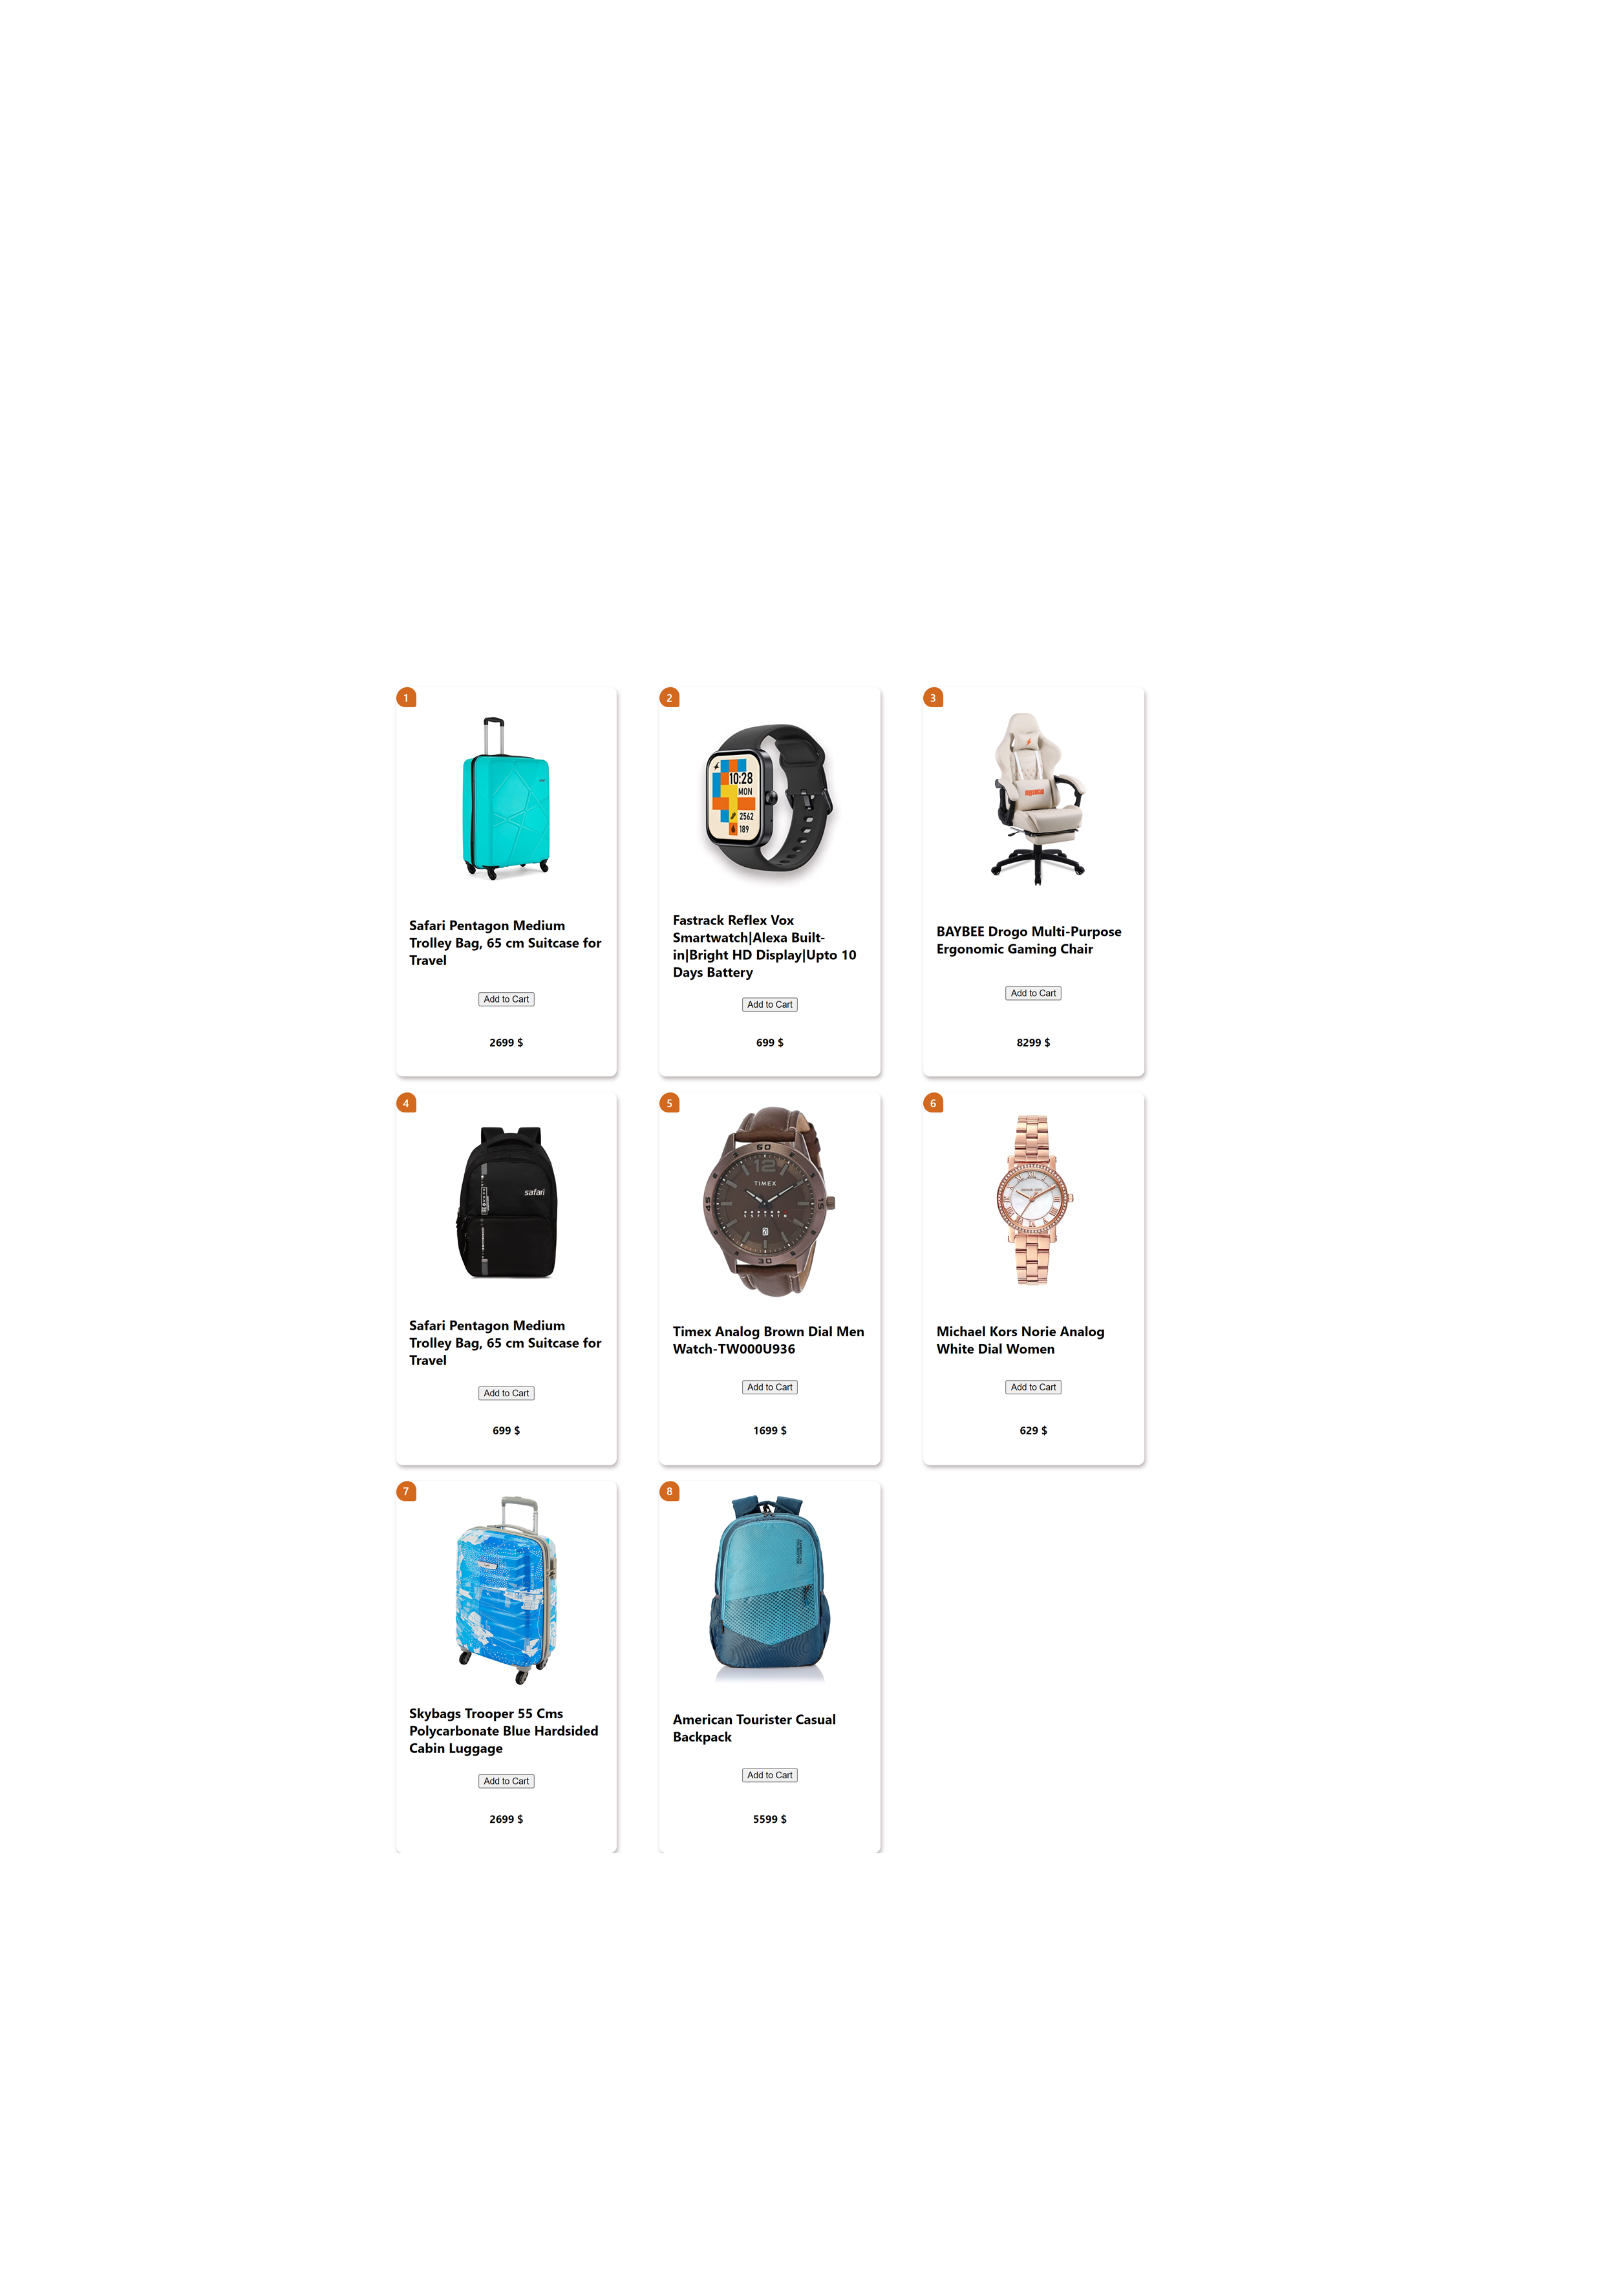 1
2
3
10:28
MON
2562
189
Safari Pentagon Medium
Trolley Bag, 65 cm Suitcase for
Travel
Add to Cart
2699 $
Fastrack Reflex Vox
Smartwatch|Alexa Built-
in|Bright HD Display|Upto 10
Days Battery
Add to Cart
699 $
BAYBEE Drogo Multi-Purpose
Ergonomic Gaming Chair
Add to Cart
8299 $
4
safari
Safari Pentagon Medium
Trolley Bag, 65 cm Suitcase for
Travel
Add to Cart
699 $
5
60
12
TIMEX
45
15
30
Timex Analog Brown Dial Men
Watch-TW000U936
Add to Cart
1699 $
6
Michael Kors Norie Analog
White Dial Women
Add to Cart
629 $
7
Skybags Trooper 55 Cms
Polycarbonate Blue Hardsided
Cabin Luggage
Add to Cart
2699 $
8
American Tourister Casual
Backpack
Add to Cart
5599 $